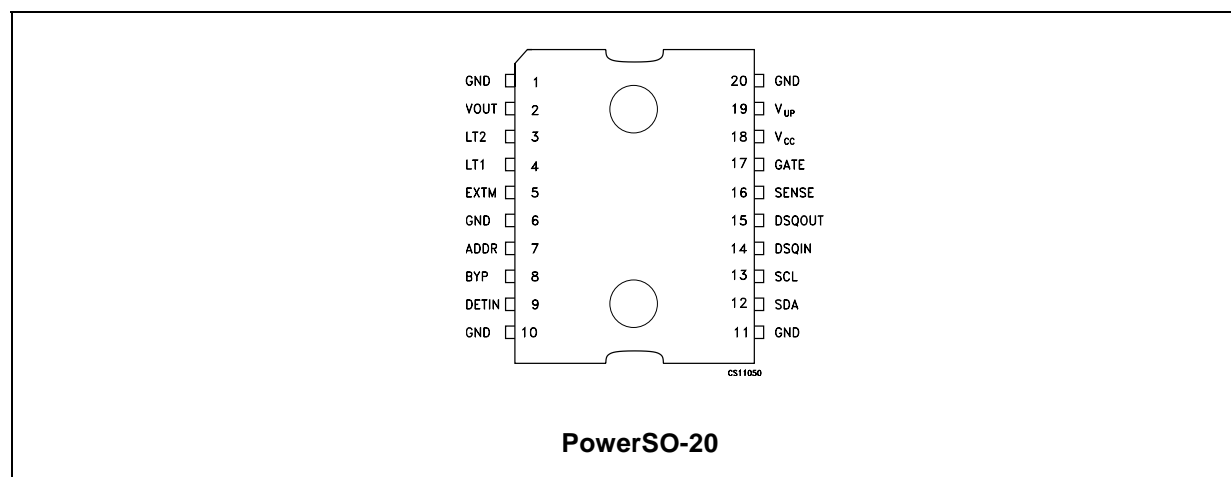 GND 1 20 GND
VOUT 2 19 VUP
LT2 3 18 VCC
LT1 4 17 GATE
EXTM 5 16 SENSE
GND 6 15 DSQOUT
ADDR 7 14 DSQIN
BYP 8 13 SCL
DETIN 9 12 SDA
GND 10 11 GND
CS11050
PowerSO-20